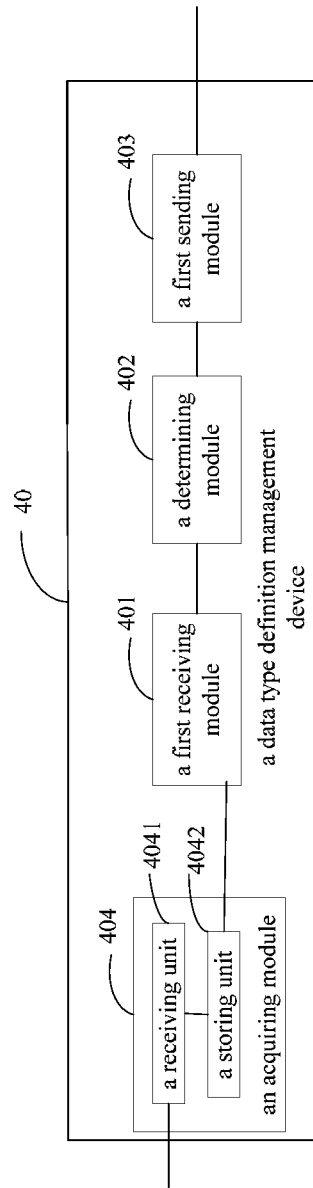 40
404
4041
a receiving unit
4042
a storing unit
an acquiring module
401
a first receiving
module
402
a determining
module
403
a first sending
module
a data type definition management
device